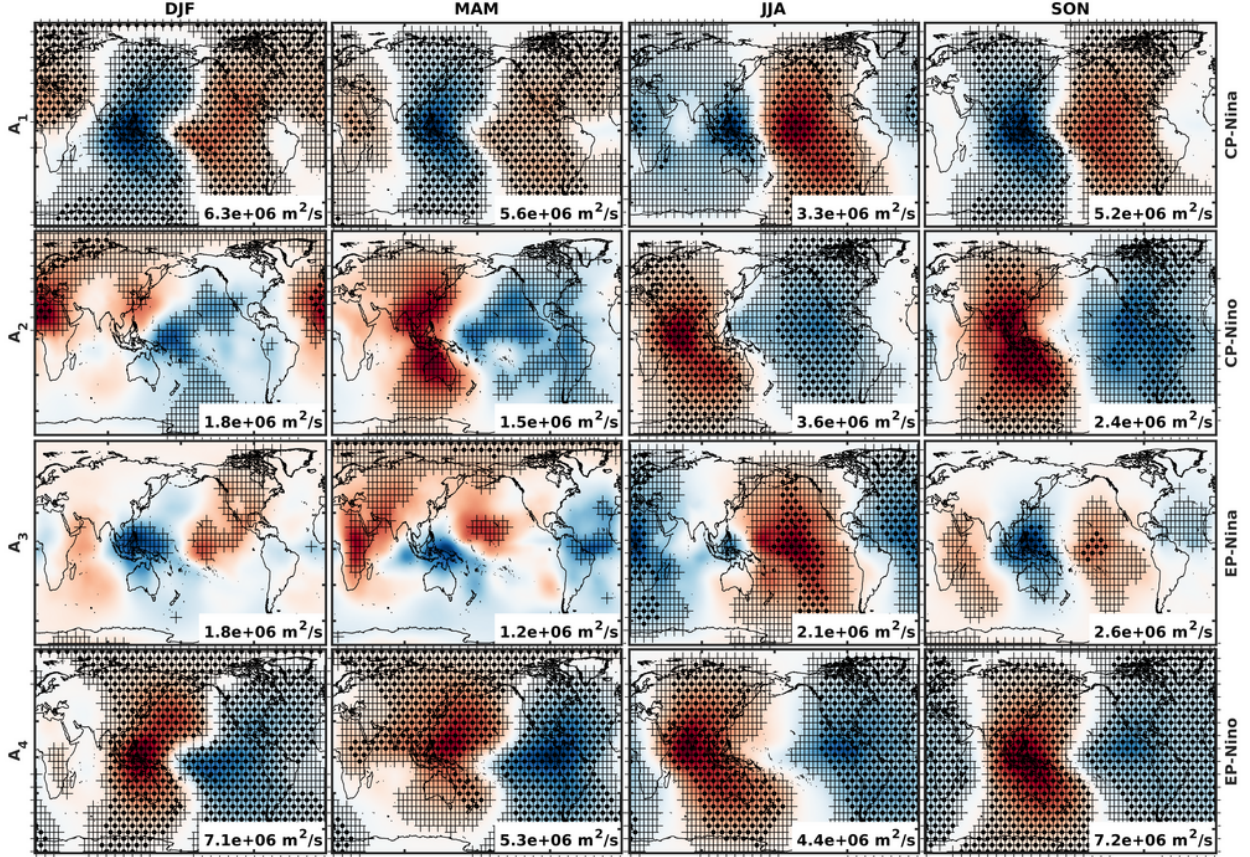 DJF MAM JJA SON
A1 6.3e+06 m²/s 5.6e+06 m²/s 3.3e+06 m²/s 5.2e+06 m²/s CP-Nina
A2 1.8e+06 m²/s 1.5e+06 m²/s 3.6e+06 m²/s 2.4e+06 m²/s CP-Nino
A3 1.8e+06 m²/s 1.2e+06 m²/s 2.1e+06 m²/s 2.6e+06 m²/s EP-Nina
A4 7.1e+06 m²/s 5.3e+06 m²/s 4.4e+06 m²/s 7.2e+06 m²/s EP-Nino